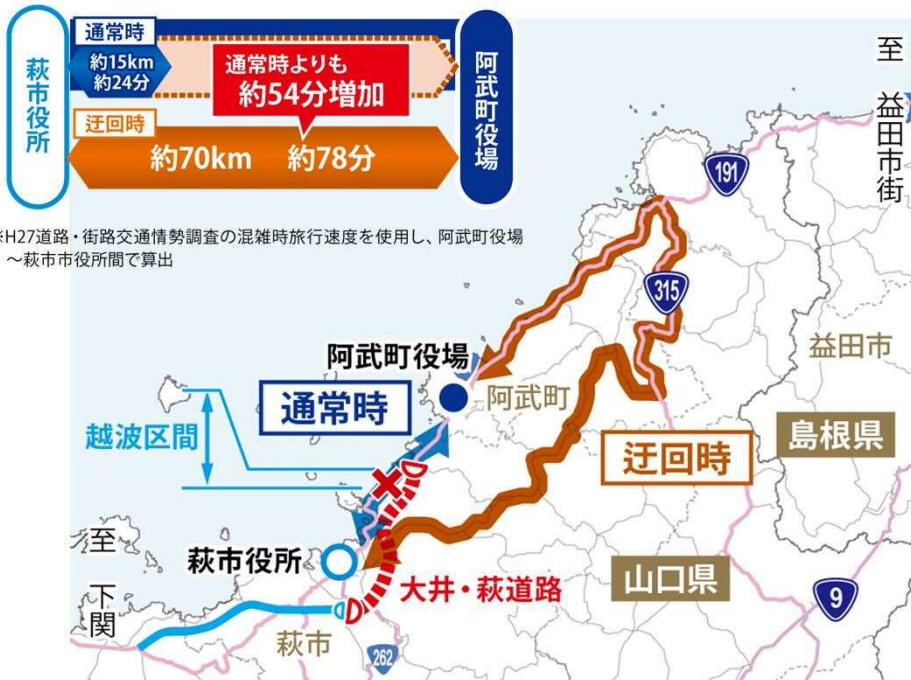 萩市役所
通常時
約15km
約24分
通常時よりも
約54分増加
迂回時
約70km 約78分
阿武町役場
※H27道路・街路交通情勢調査の混雑時旅行速度を使用し、阿武町役場
～萩市市役所間で算出
至 益田市街
191
315
阿武町役場
益田市
通常時
阿武町
越波区間
島根県
迂回時
至 下関
萩市役所
大井・萩道路
山口県
9
萩市
262